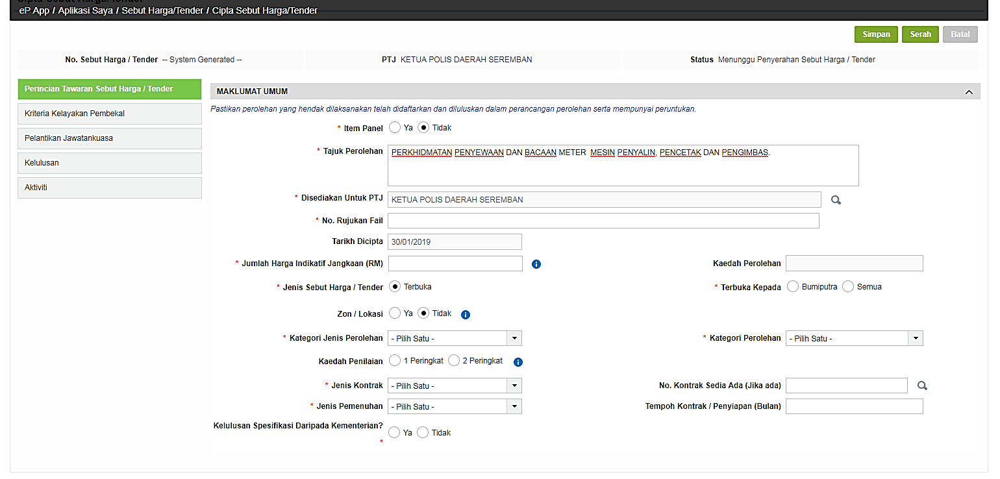 Cipta Sebut Harga/Tender
eP App / Aplikasi Saya / Sebut Harga/Tender / Cipta Sebut Harga/Tender
Simpan Serah Batal
No. Sebut Harga / Tender -- System Generated -- PTJ KETUA POLIS DAERAH SEREMBAN Status Menunggu Penyerahan Sebut Harga / Tender
Perincian Tawaran Sebut Harga / Tender
Kriteria Kelayakan Pembekal
Pelantikan Jawatankuasa
Kelulusan
Aktiviti
MAKLUMAT UMUM
Pastikan perolehan yang hendak dilaksanakan telah didaftarkan dan diluluskan dalam perancangan perolehan serta mempunyai peruntukan.
* Item Panel Ya Tidak
* Tajuk Perolehan PERKHIDMATAN PENYEWAAN DAN BACAAN METER MESIN PENYALIN, PENCETAK DAN PENGIMBAS.
* Disediakan Untuk PTJ KETUA POLIS DAERAH SEREMBAN
* No. Rujukan Fail
Tarikh Dicipta 30/01/2019
* Jumlah Harga Indikatif Jangkaan (RM) Kaedah Perolehan
* Jenis Sebut Harga / Tender Terbuka * Terbuka Kepada Bumiputra Semua
Zon / Lokasi Ya Tidak
* Kategori Jenis Perolehan - Pilih Satu - * Kategori Perolehan - Pilih Satu -
Kaedah Penilaian 1 Peringkat 2 Peringkat
* Jenis Kontrak - Pilih Satu - No. Kontrak Sedia Ada (Jika ada)
* Jenis Pemenuhan - Pilih Satu - Tempoh Kontrak / Penyiapan (Bulan)
Kelulusan Spesifikasi Daripada Kementerian? Ya Tidak
*